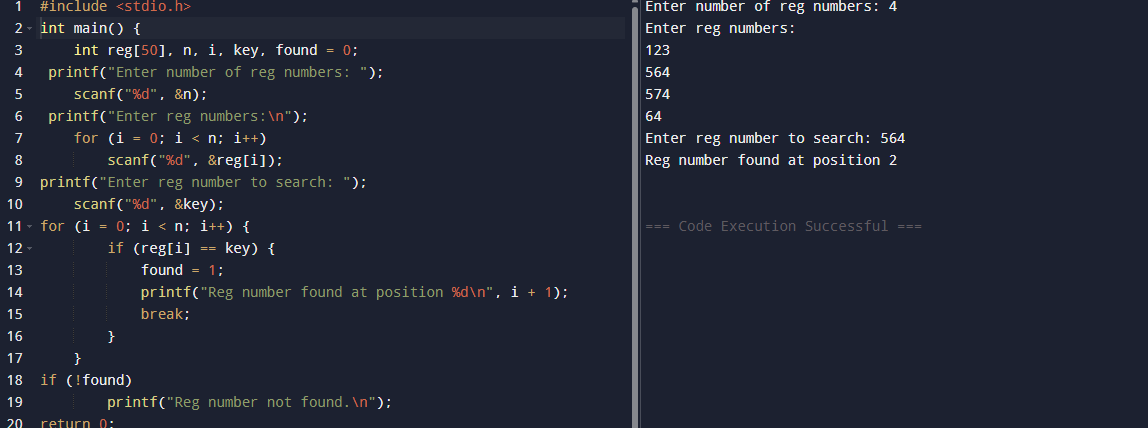 1 #include <stdio.h>
2 int main() {
3 int reg[50], n, i, key, found = 0;
4 printf("Enter number of reg numbers: ");
5 scanf("%d", &n);
6 printf("Enter reg numbers:\n");
7 for (i = 0; i < n; i++)
8 scanf("%d", &reg[i]);
9 printf("Enter reg number to search: ");
10 scanf("%d", &key);
11 for (i = 0; i < n; i++) {
12 if (reg[i] == key) {
13 found = 1;
14 printf("Reg number found at position %d\n", i + 1);
15 break;
16 }
17 }
18 if (!found)
19 printf("Reg number not found.\n");
20 return 0;
Enter number of reg numbers: 4
Enter reg numbers:
123
564
574
64
Enter reg number to search: 564
Reg number found at position 2
=== Code Execution Successful ===